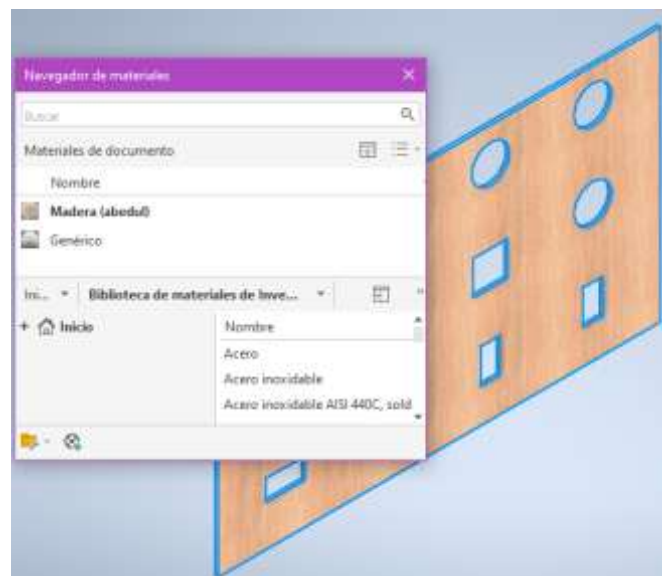 Navegador de materiales
Buscar
Materiales de documento
Nombre
Madera (abedul)
Genérico
Ini... Biblioteca de materiales de Inve...
Inicio
Nombre
Acero
Acero inoxidable
Acero inoxidable AISI 440C, sold